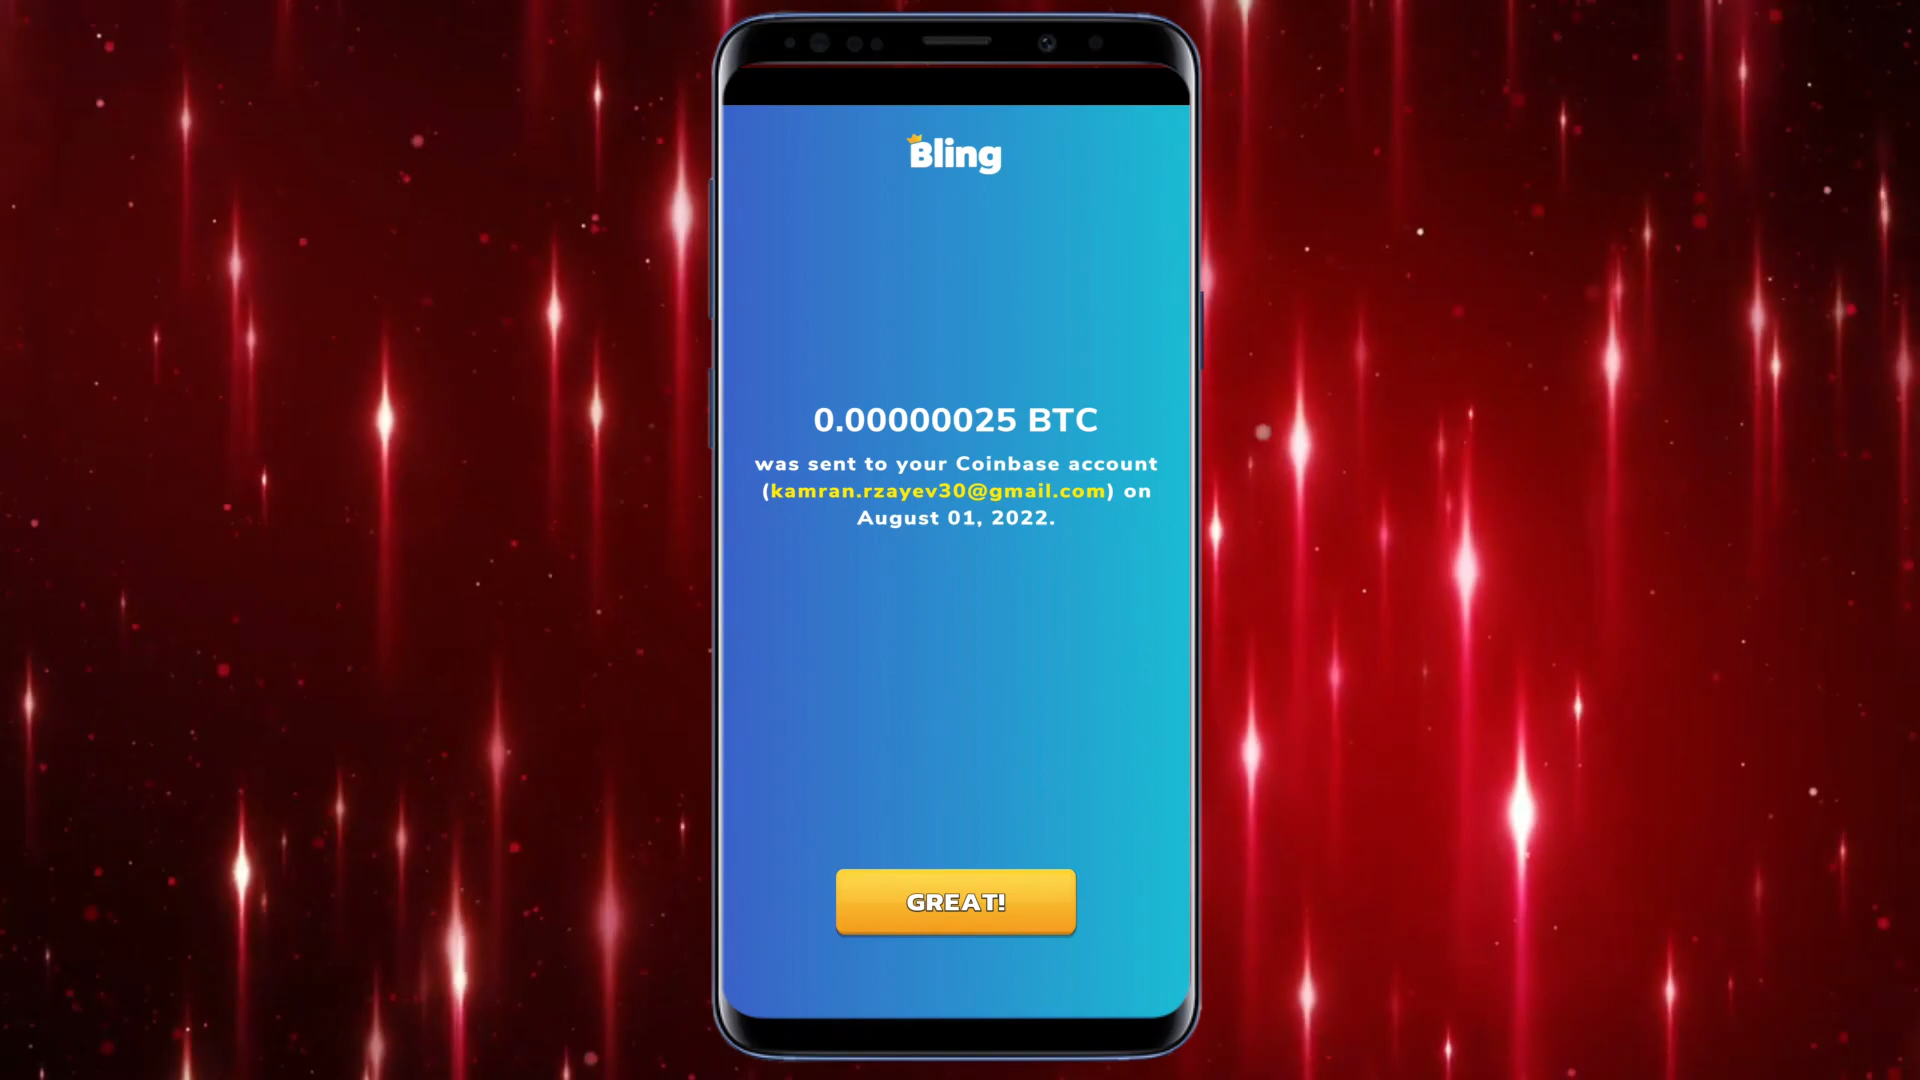 Bling
0.00000025 BTC
was sent to your Coinbase account
(kamran.rzayev30@gmail.com) on
August 01, 2022.
GREAT!